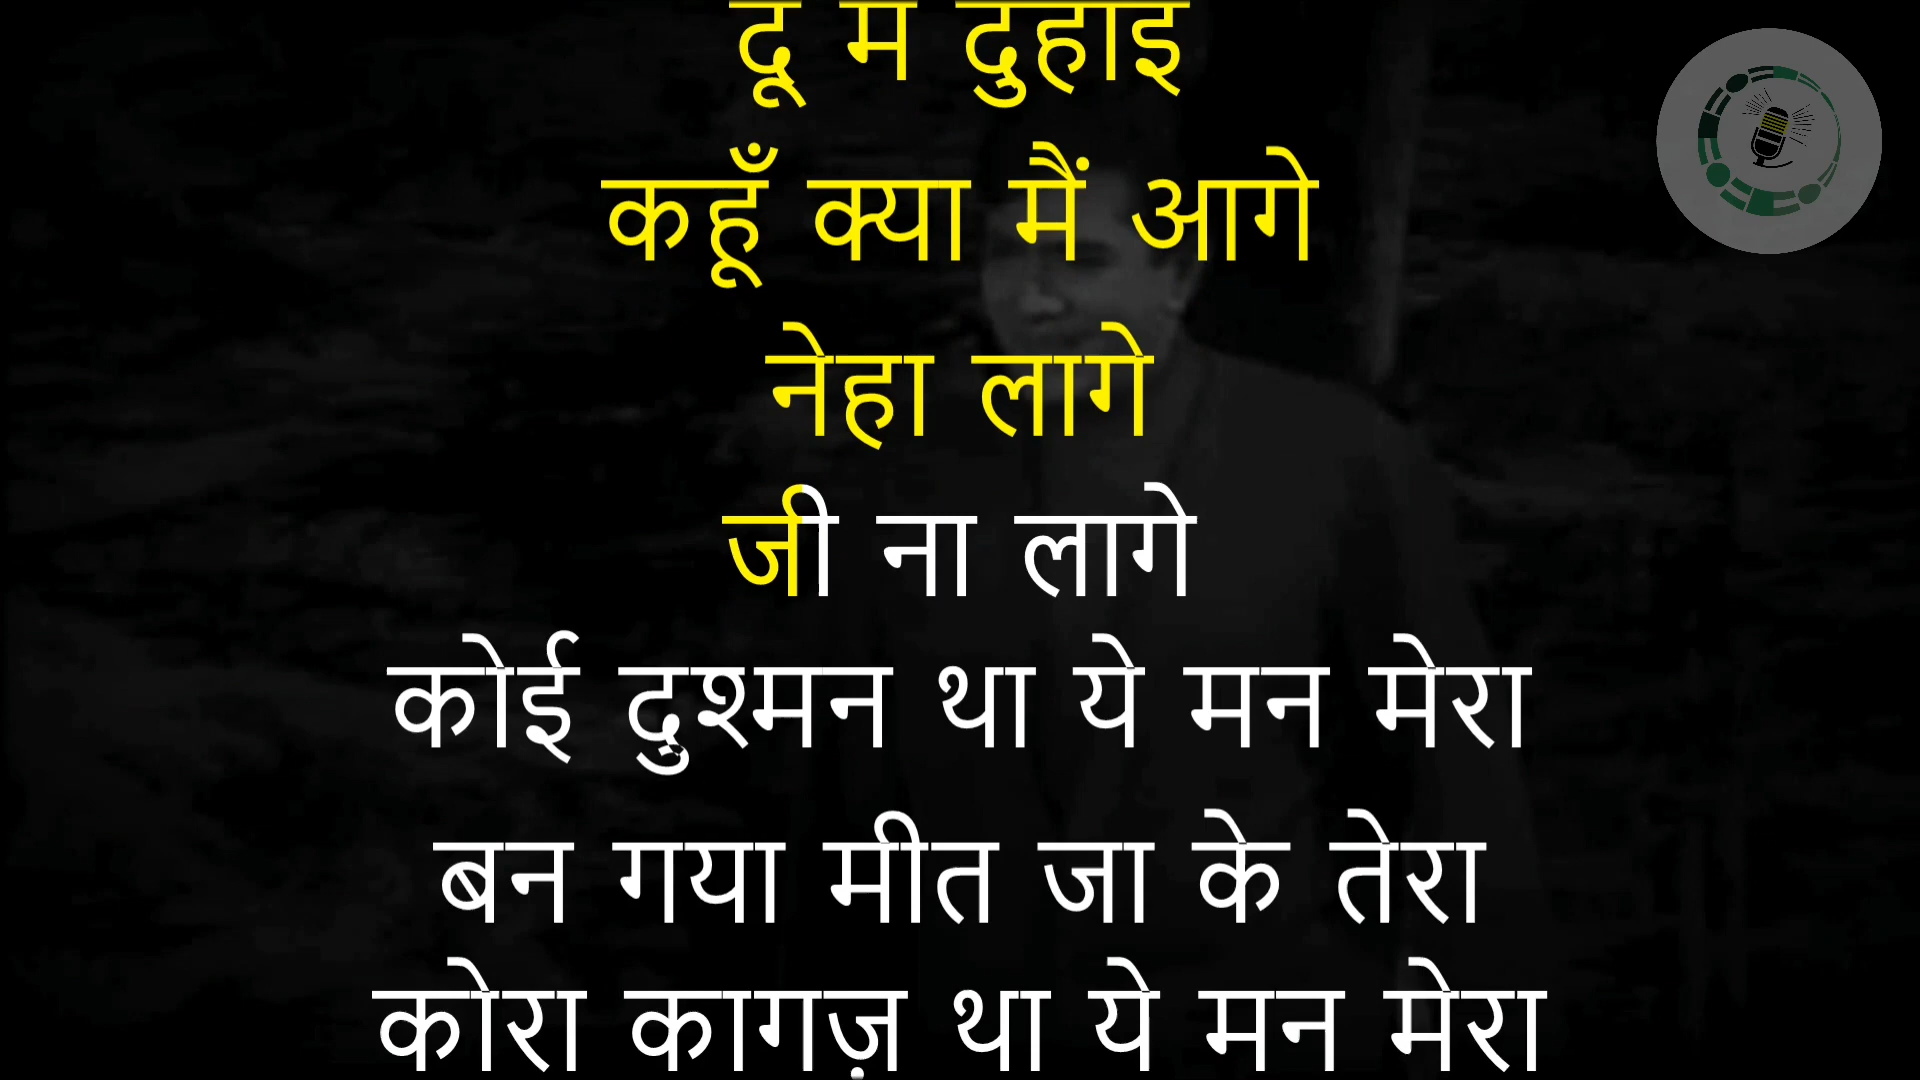 दूँ मैं दुहाई
कहूँ क्या मैं आगे
नेहा लागे
जी ना लागे
कोई दुश्मन था ये मन मेरा
बन गया मीत जा के तेरा
कोरा कागज़ था ये मन मेरा